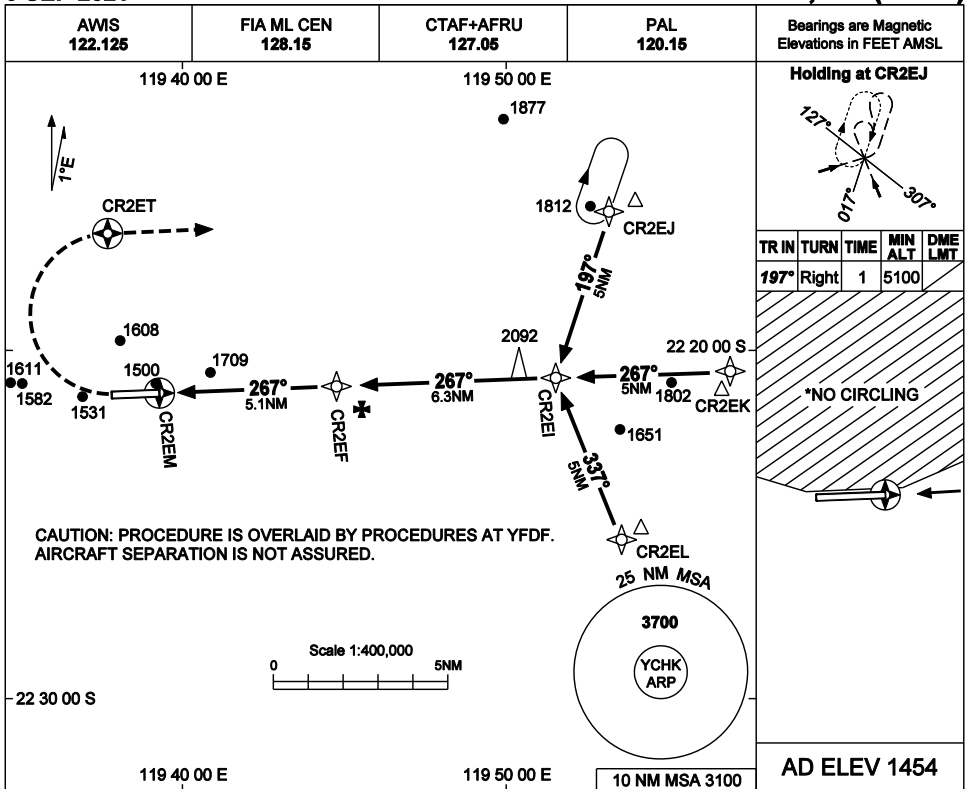 AWIS
122.125
FIA ML CEN
128.15
CTAF+AFRU
127.05
PAL
120.15
Bearings are Magnetic
Elevations in FEET AMSL
119 40 00 E
119 50 00 E
1877
1°E
CR2ET
1812
CR2EJ
197°
5NM
1608
2092
22 20 00 S
1611
1582
1500
1709
1531
267°
5.1NM
267°
6.3NM
267°
5NM
1802
CR2EK
CR2EM
CR2EF
CR2EI
1651
337°
5NM
CR2EL
CAUTION: PROCEDURE IS OVERLAID BY PROCEDURES AT YFDF.
AIRCRAFT SEPARATION IS NOT ASSURED.
25 NM MSA
3700
YCHK
ARP
Scale 1:400,000
0
5NM
22 30 00 S
119 40 00 E
119 50 00 E
10 NM MSA 3100
Holding at CR2EJ
127°
017°
307°
TR IN TURN TIME MIN ALT DME LMT
197° Right 1 5100
*NO CIRCLING
AD ELEV 1454